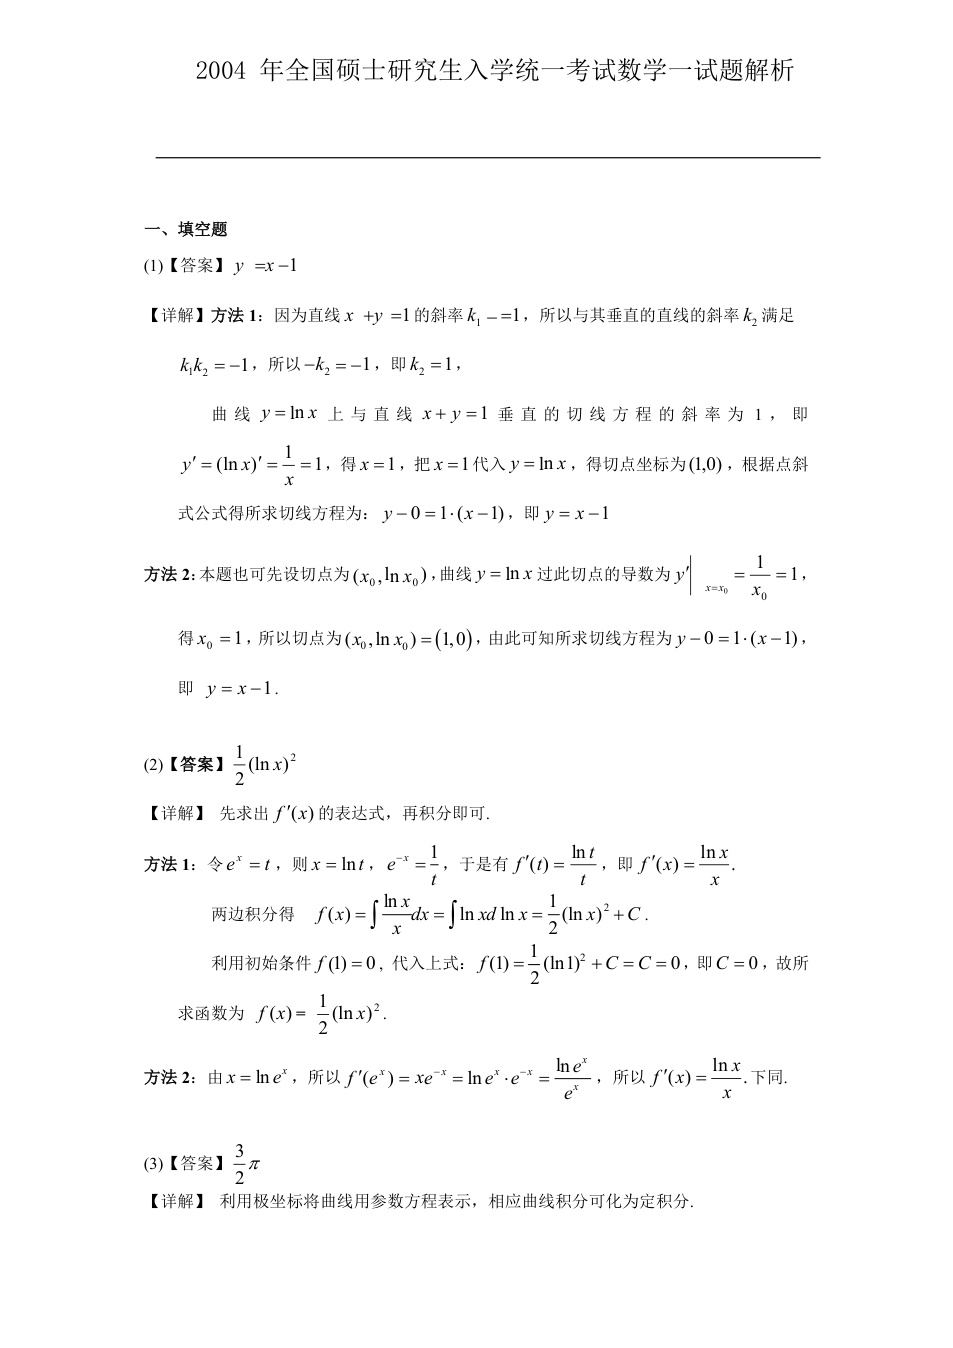 2004 年全国硕士研究生入学统一考试数学一试题解析
一、填空题
(1)【答案】 y =x −1
【详解】方法 1：因为直线 x +y =1 的斜率 k₁ − =1，所以与其垂直的直线的斜率 k₂ 满足
k₁k₂ = −1，所以 −k₂ = −1，即 k₂ = 1，
曲线 y = ln x 上与直线 x + y = 1 垂直的切线方程的斜率为 1，即
y′ = (ln x)′ = 1/x = 1，得 x = 1，把 x = 1 代入 y = ln x，得切点坐标为 (1,0)，根据点斜
式公式得所求切线方程为：y − 0 = 1·(x − 1)，即 y = x − 1
方法 2：本题也可先设切点为 (x₀, ln x₀)，曲线 y = ln x 过此切点的导数为 y′|ₓ₌ₓ₀ = 1/x₀ = 1，
得 x₀ = 1，所以切点为 (x₀, ln x₀) = (1, 0)，由此可知所求切线方程为 y − 0 = 1·(x − 1)，
即 y = x − 1.
(2)【答案】 1/2 (ln x)²
【详解】 先求出 f′(x) 的表达式，再积分即可.
方法 1：令 eˣ = t，则 x = ln t，e⁻ˣ = 1/t，于是有 f′(t) = ln t/t，即 f′(x) = ln x/x.
两边积分得 f(x) = ∫ ln x/x dx = ∫ ln xd ln x = 1/2 (ln x)² + C.
利用初始条件 f(1) = 0, 代入上式：f(1) = 1/2 (ln1)² + C = C = 0，即 C = 0，故所
求函数为 f(x) = 1/2 (ln x)².
方法 2：由 x = ln eˣ，所以 f′(eˣ) = xe⁻ˣ = ln eˣ · e⁻ˣ = ln eˣ/eˣ，所以 f′(x) = ln x/x. 下同.
(3)【答案】 3/2 π
【详解】 利用极坐标将曲线用参数方程表示，相应曲线积分可化为定积分.